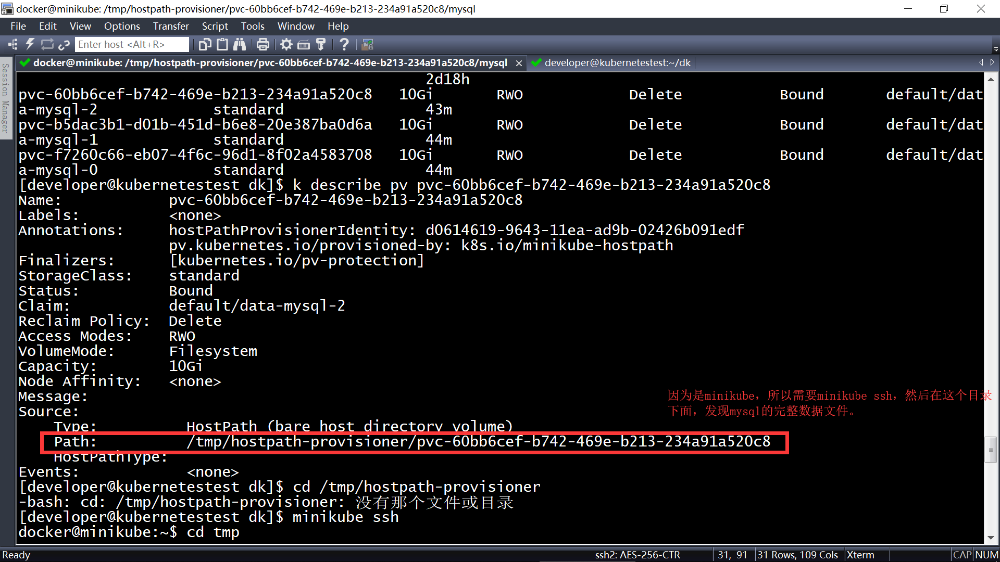 docker@minikube: /tmp/hostpath-provisioner/pvc-60bb6cef-b742-469e-b213-234a91a520c8/mysql
File Edit View Options Transfer Script Tools Window Help
Enter host <Alt+R>
docker@minikube: /tmp/hostpath-provisioner/pvc-60bb6cef-b742-469e-b213-234a91a520c8/mysql developer@kubernetestest:~/dk
Session Manager
2d18h
pvc-60bb6cef-b742-469e-b213-234a91a520c8 10Gi RWO Delete Bound default/dat
a-mysql-2 standard 43m
pvc-b5dac3b1-d01b-451d-b6e8-20e387ba0d6a 10Gi RWO Delete Bound default/dat
a-mysql-1 standard 44m
pvc-f7260c66-eb07-4f6c-96d1-8f02a4583708 10Gi RWO Delete Bound default/dat
a-mysql-0 standard 44m
[developer@kubernetestest dk]$ k describe pv pvc-60bb6cef-b742-469e-b213-234a91a520c8
Name: pvc-60bb6cef-b742-469e-b213-234a91a520c8
Labels: <none>
Annotations: hostPathProvisionerIdentity: d0614619-9643-11ea-ad9b-02426b091edf
pv.kubernetes.io/provisioned-by: k8s.io/minikube-hostpath
Finalizers: [kubernetes.io/pv-protection]
StorageClass: standard
Status: Bound
Claim: default/data-mysql-2
Reclaim Policy: Delete
Access Modes: RWO
VolumeMode: Filesystem
Capacity: 10Gi
Node Affinity: <none>
Message:
Source:
因为是minikube，所以需要minikube ssh，然后在这个目录
下面，发现mysql的完整数据文件。
Type: HostPath (bare host directory volume)
Path: /tmp/hostpath-provisioner/pvc-60bb6cef-b742-469e-b213-234a91a520c8
HostPathType:
Events: <none>
[developer@kubernetestest dk]$ cd /tmp/hostpath-provisioner
-bash: cd: /tmp/hostpath-provisioner: 没有那个文件或目录
[developer@kubernetestest dk]$ minikube ssh
docker@minikube:~$ cd tmp
Ready ssh2: AES-256-CTR 31, 91 31 Rows, 109 Cols Xterm CAP NUM